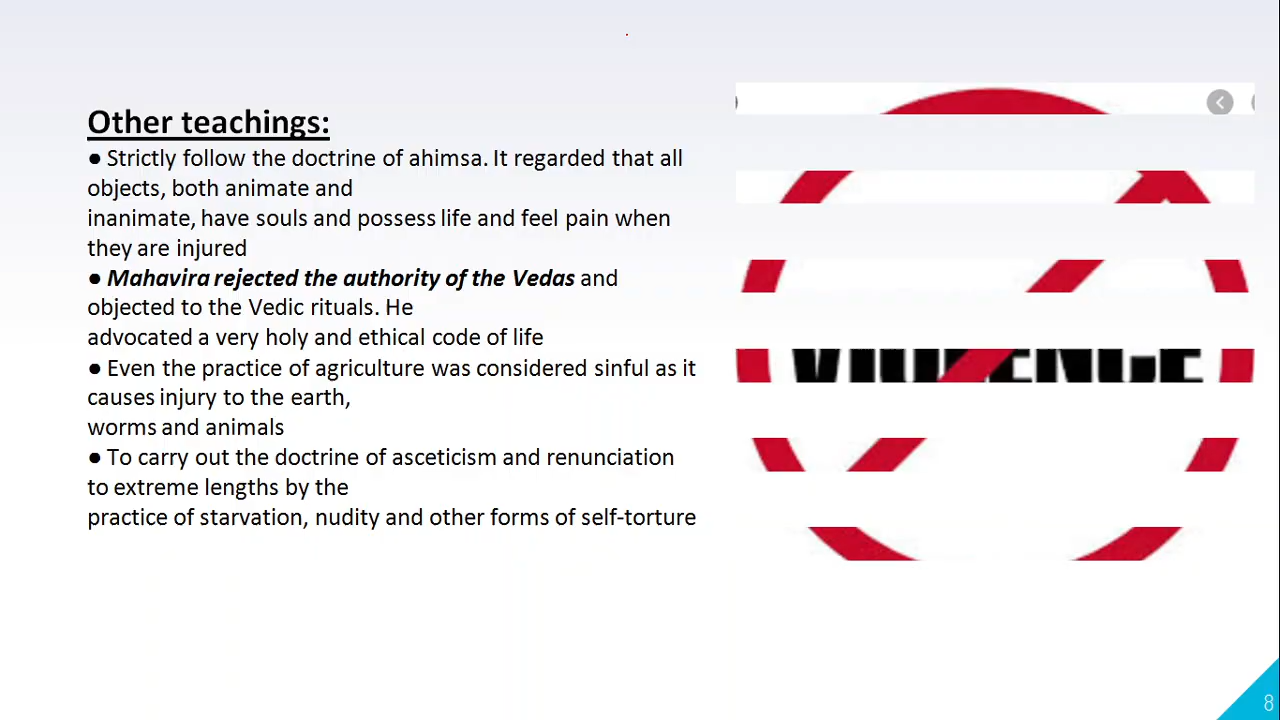 Other teachings:
● Strictly follow the doctrine of ahimsa. It regarded that all
objects, both animate and
inanimate, have souls and possess life and feel pain when
they are injured
● Mahavira rejected the authority of the Vedas and
objected to the Vedic rituals. He
advocated a very holy and ethical code of life
● Even the practice of agriculture was considered sinful as it
causes injury to the earth,
worms and animals
● To carry out the doctrine of asceticism and renunciation
to extreme lengths by the
practice of starvation, nudity and other forms of self-torture
VIOLENCE
8